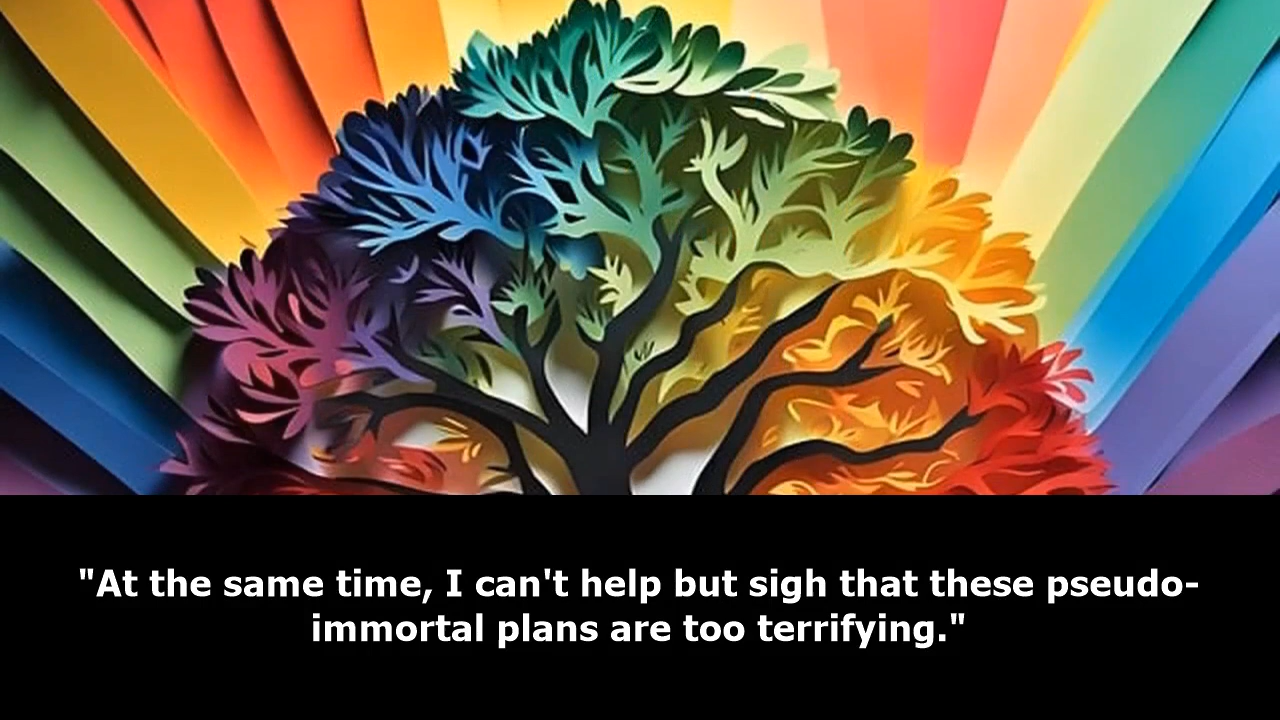 "At the same time, I can't help but sigh that these pseudo-
immortal plans are too terrifying."